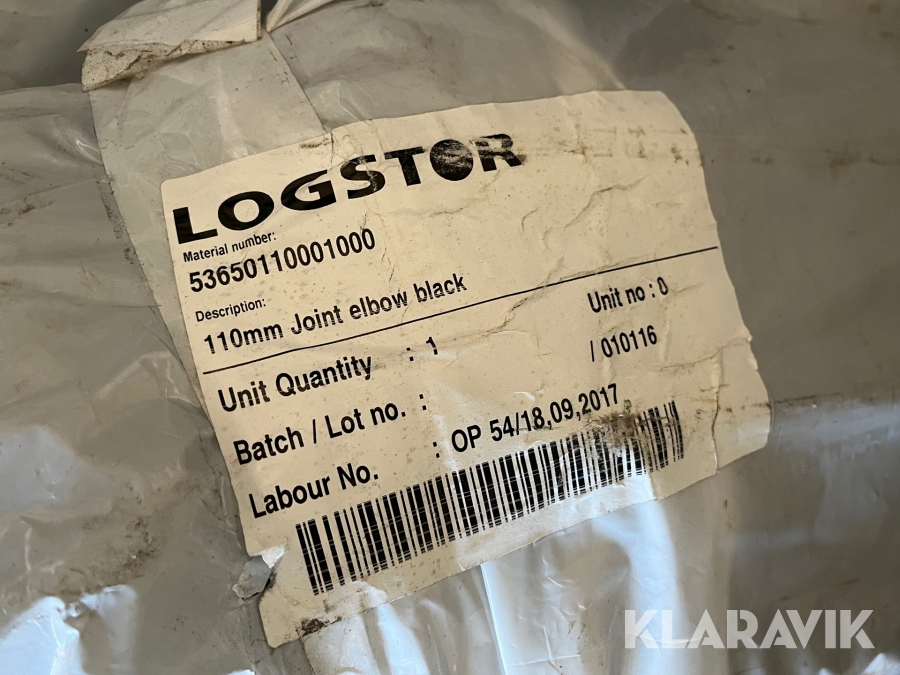 LOGSTOR
Material number:
53650110001000
Description:
110mm Joint elbow black
Unit Quantity : 1 Unit no : 0
Batch / Lot no. : / 010116
Labour No. : OP 54/18,09,2017
KLARAVIK